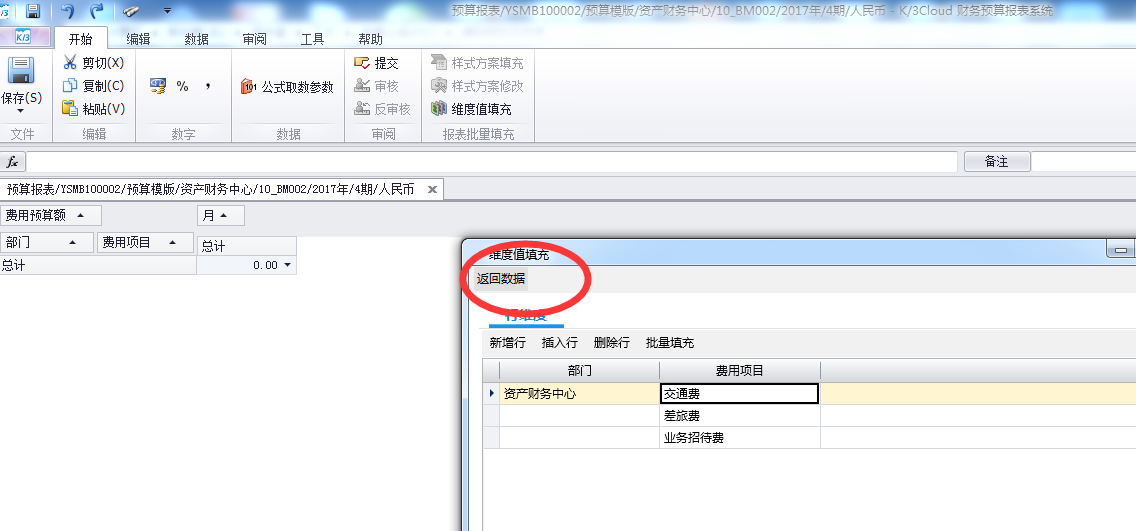 预算报表/YSMB100002/预算模版/资产财务中心/10_BM002/2017年/4期/人民币 - K/3Cloud 财务预算报表系统
K/3 开始 编辑 数据 审阅 工具 帮助
剪切(X) 提交 样式方案填充
保存(S) 复制(C) % , 101 公式取数参数 审核 样式方案修改
粘贴(V) 反审核 维度值填充
文件 编辑 数字 数据 审阅 报表批量填充
fx 备注
预算报表/YSMB100002/预算模版/资产财务中心/10_BM002/2017年/4期/人民币
费用预算额 月
部门 费用项目 总计
总计 0.00
维度值填充
返回数据
行维度
新增行 插入行 删除行 批量填充
部门 费用项目
资产财务中心 交通费
差旅费
业务招待费